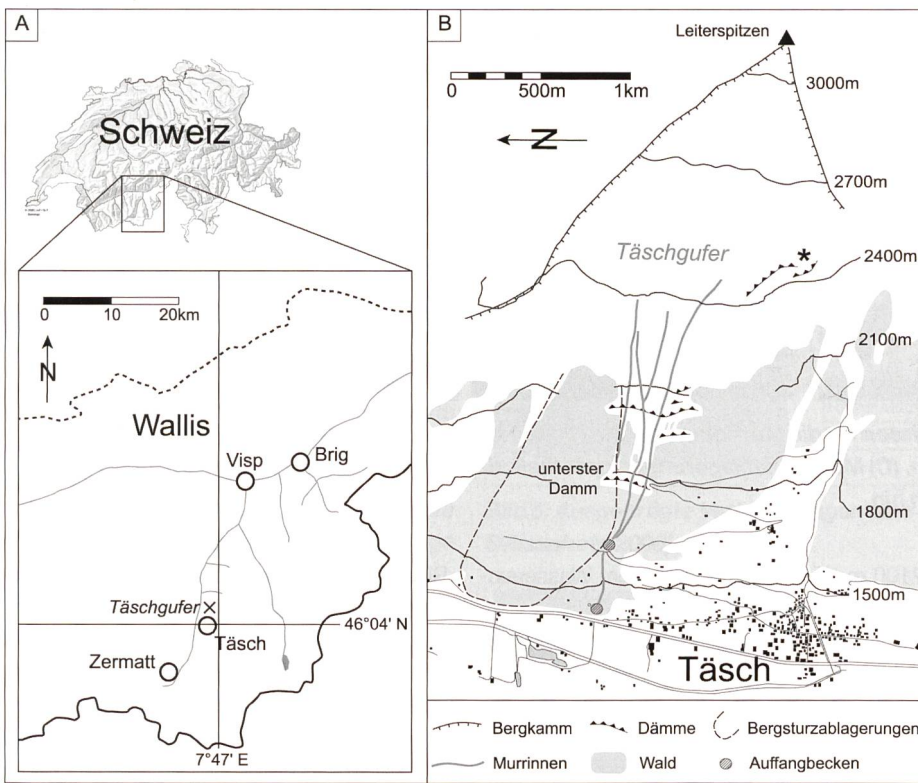 A
Schweiz
0 10 20km
N
Wallis
Visp
Brig
Täschgufer
46°04' N
Täsch
Zermatt
7°47' E
B
Leiterspitzen
0 500m 1km
3000m
N
2700m
Täschgufer
*
2400m
2100m
unterster
Damm
1800m
1500m
Täsch
Bergkamm
Dämme
Bergsturzablagerungen
Murrinnen
Wald
Auffangbecken